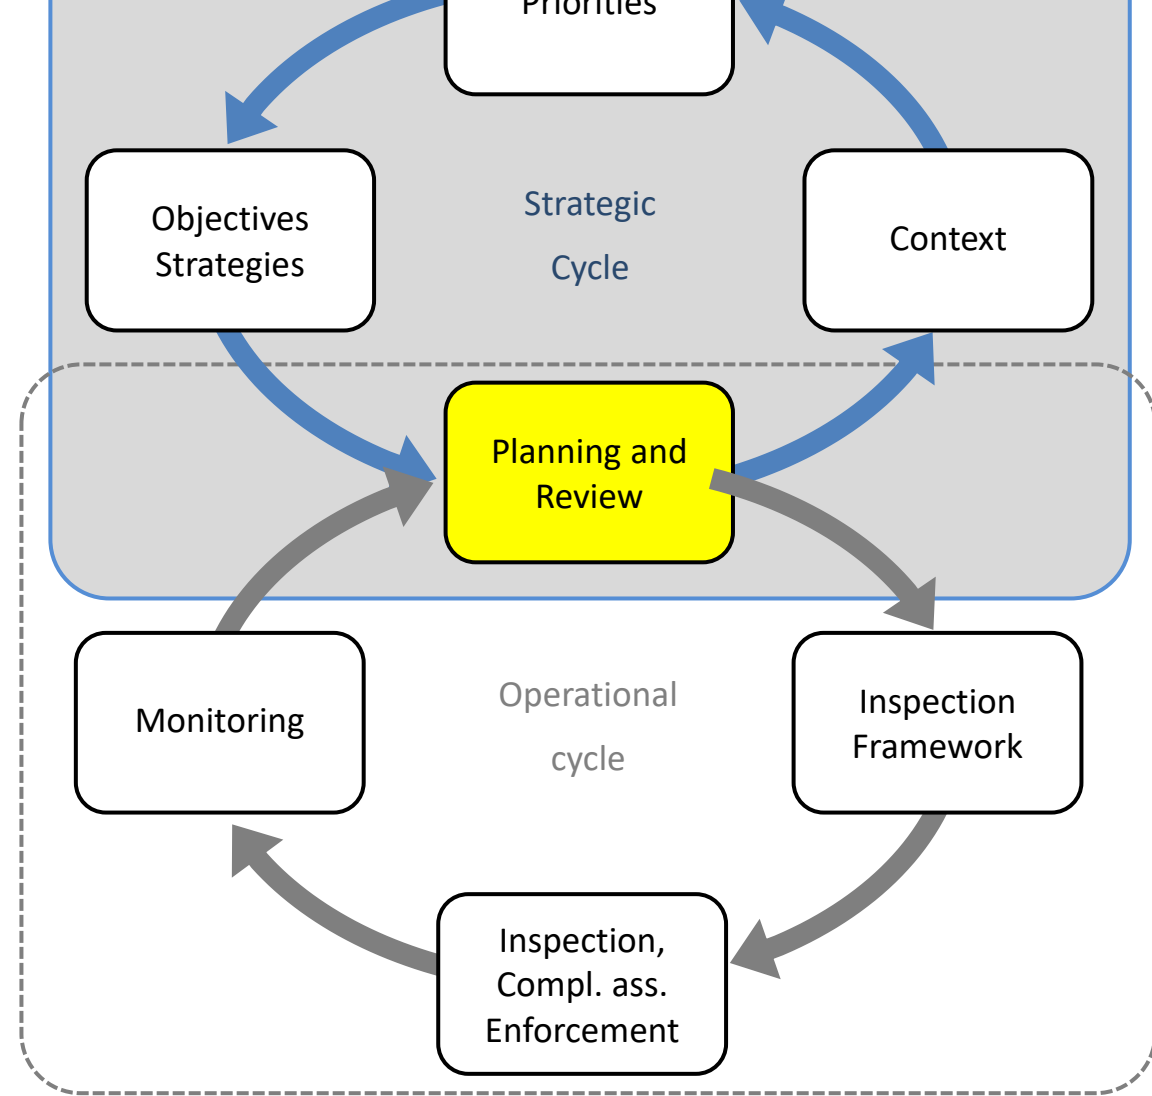 Priorities
Objectives
Strategies
Strategic
Cycle
Context
Planning and
Review
Monitoring
Operational
cycle
Inspection
Framework
Inspection,
Compl. ass.
Enforcement